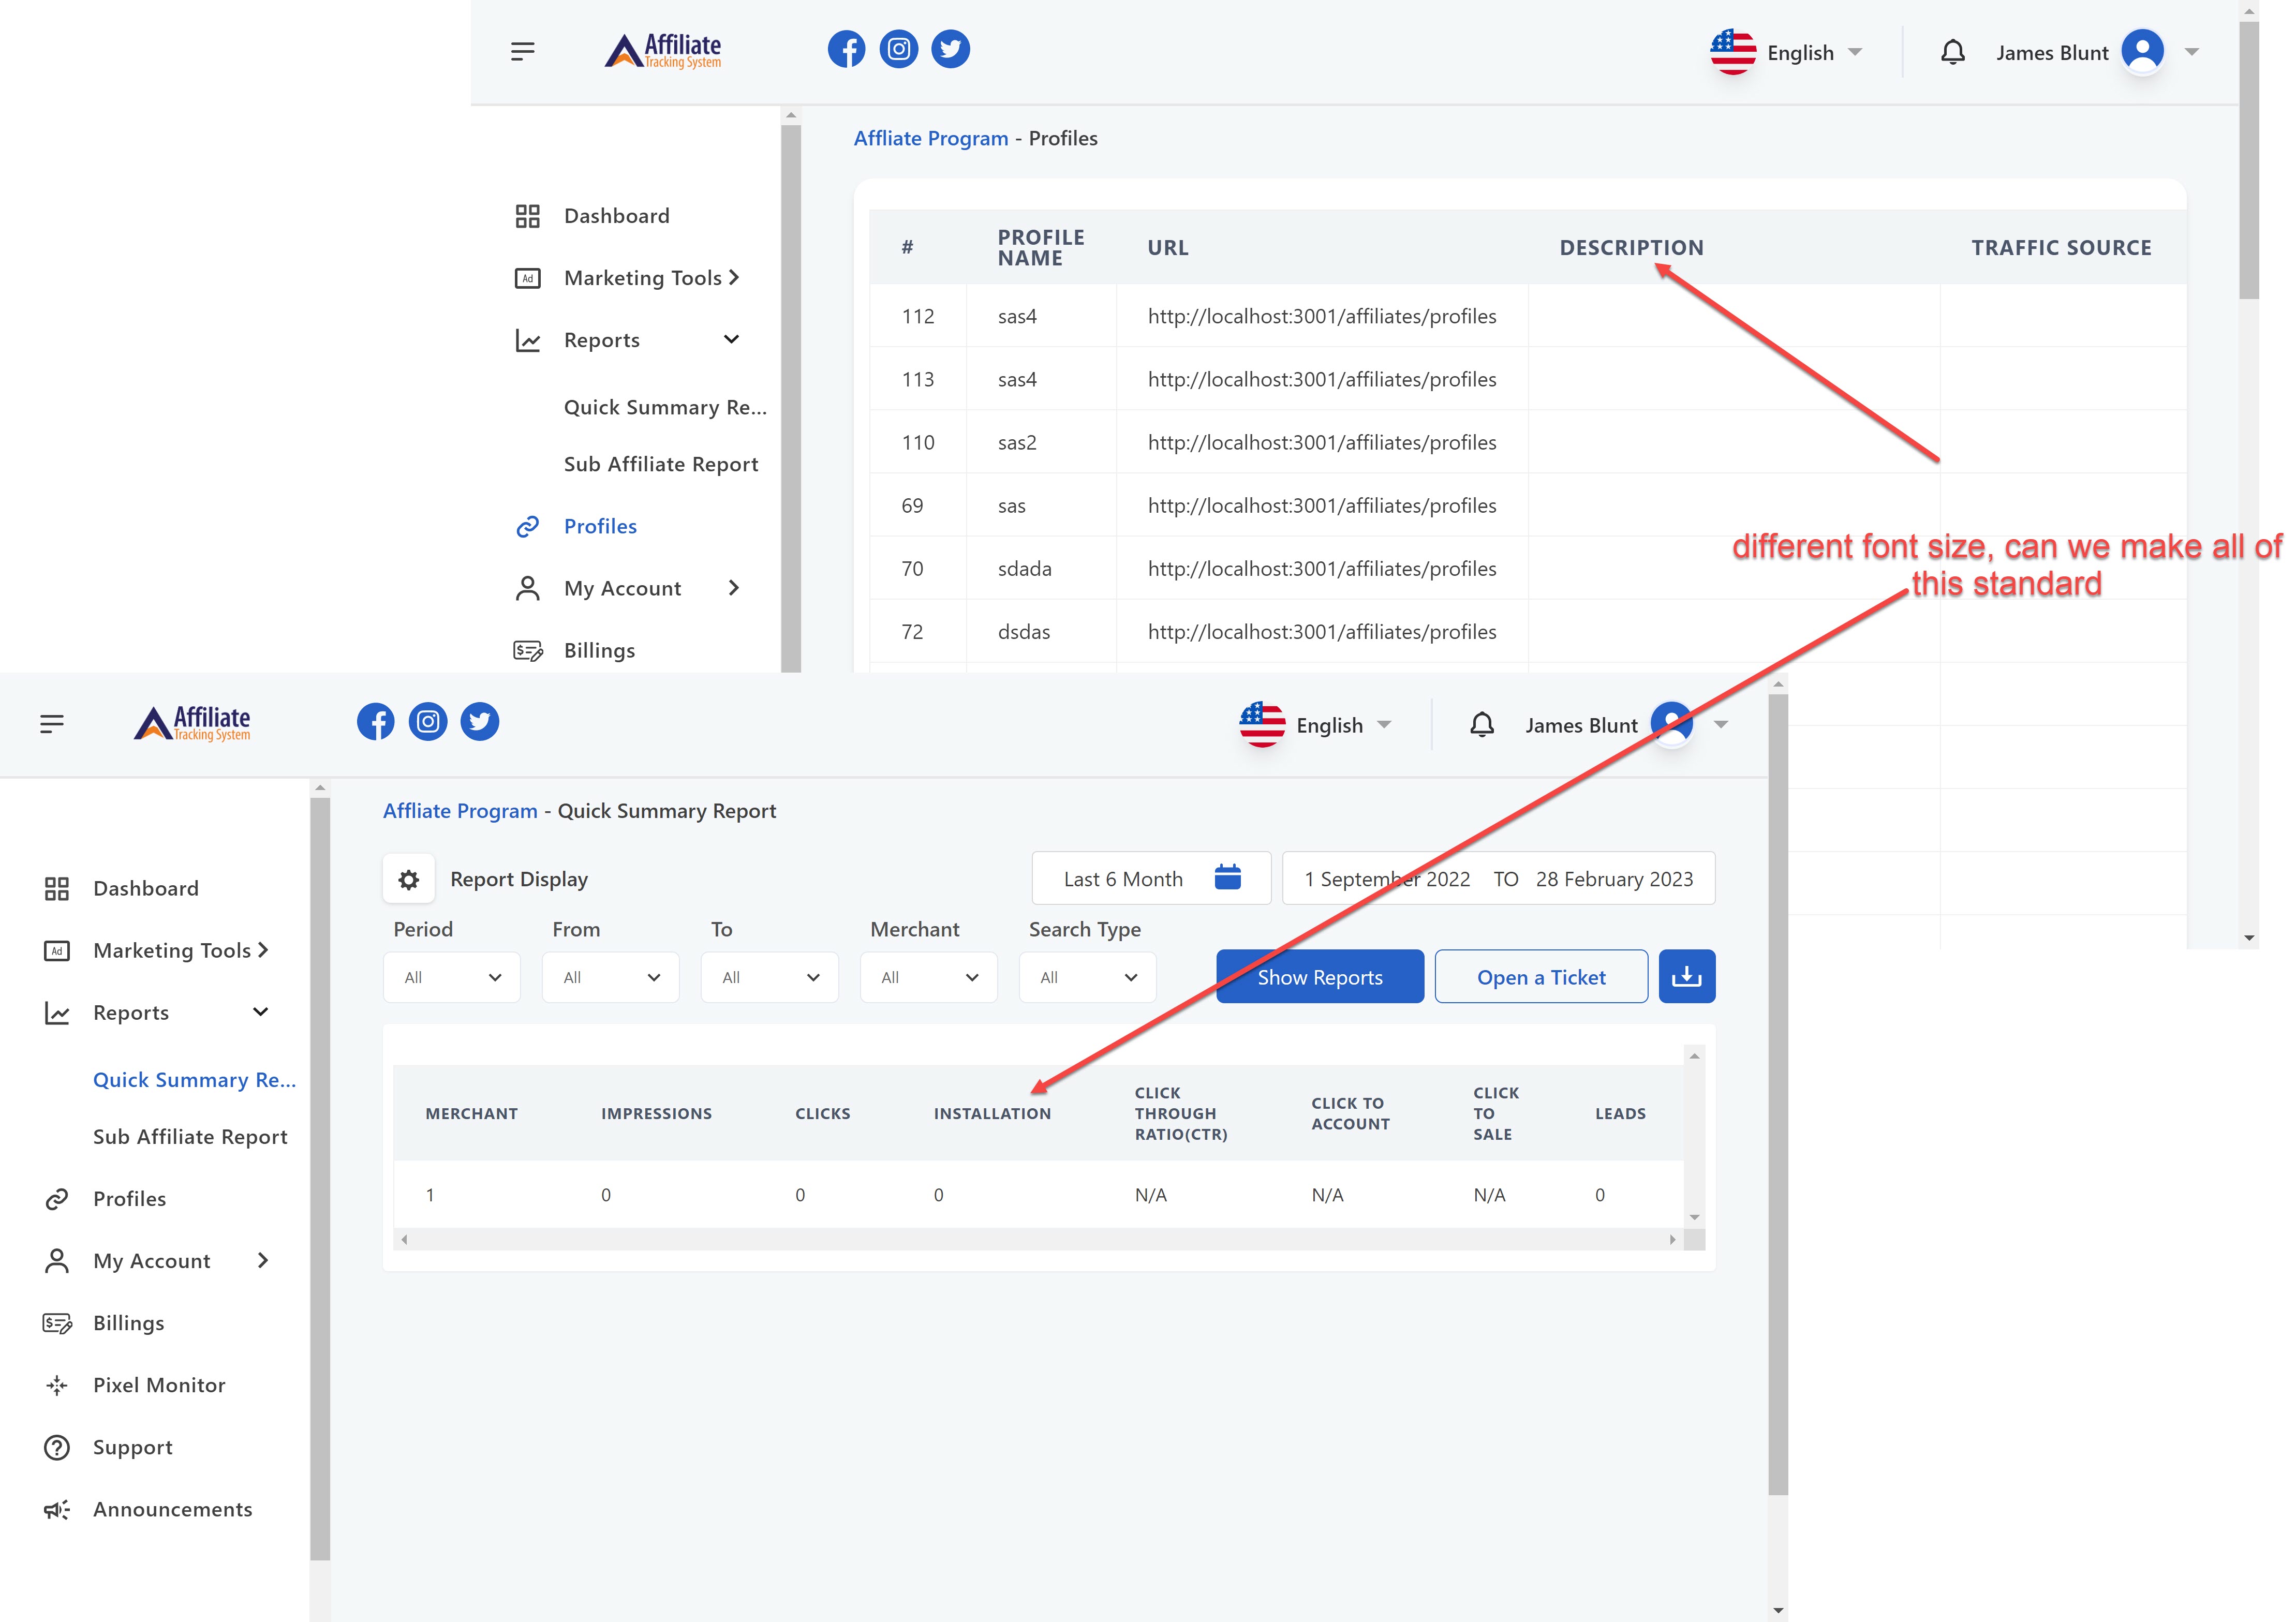 Affiliate
Tracking System
English
James Blunt
Affliate Program - Profiles
Dashboard
Ad
Marketing Tools
Reports
Quick Summary Re...
Sub Affiliate Report
Profiles
My Account
$
Billings
# PROFILE NAME URL DESCRIPTION TRAFFIC SOURCE
112 sas4 http://localhost:3001/affiliates/profiles
113 sas4 http://localhost:3001/affiliates/profiles
110 sas2 http://localhost:3001/affiliates/profiles
69 sas http://localhost:3001/affiliates/profiles
70 sdada http://localhost:3001/affiliates/profiles
72 dsdas http://localhost:3001/affiliates/profiles
different font size, can we make all of
this standard
Affiliate
Tracking System
English
James Blunt
Affliate Program - Quick Summary Report
Dashboard
Ad
Marketing Tools
Reports
Quick Summary Re...
Sub Affiliate Report
Profiles
My Account
$
Billings
Pixel Monitor
Support
Announcements
Report Display
Last 6 Month
1 September 2022 TO 28 February 2023
Period From To Merchant Search Type
All All All All All
Show Reports
Open a Ticket
MERCHANT IMPRESSIONS CLICKS INSTALLATION CLICK THROUGH RATIO(CTR) CLICK TO ACCOUNT CLICK TO SALE LEADS
1 0 0 0 N/A N/A N/A 0